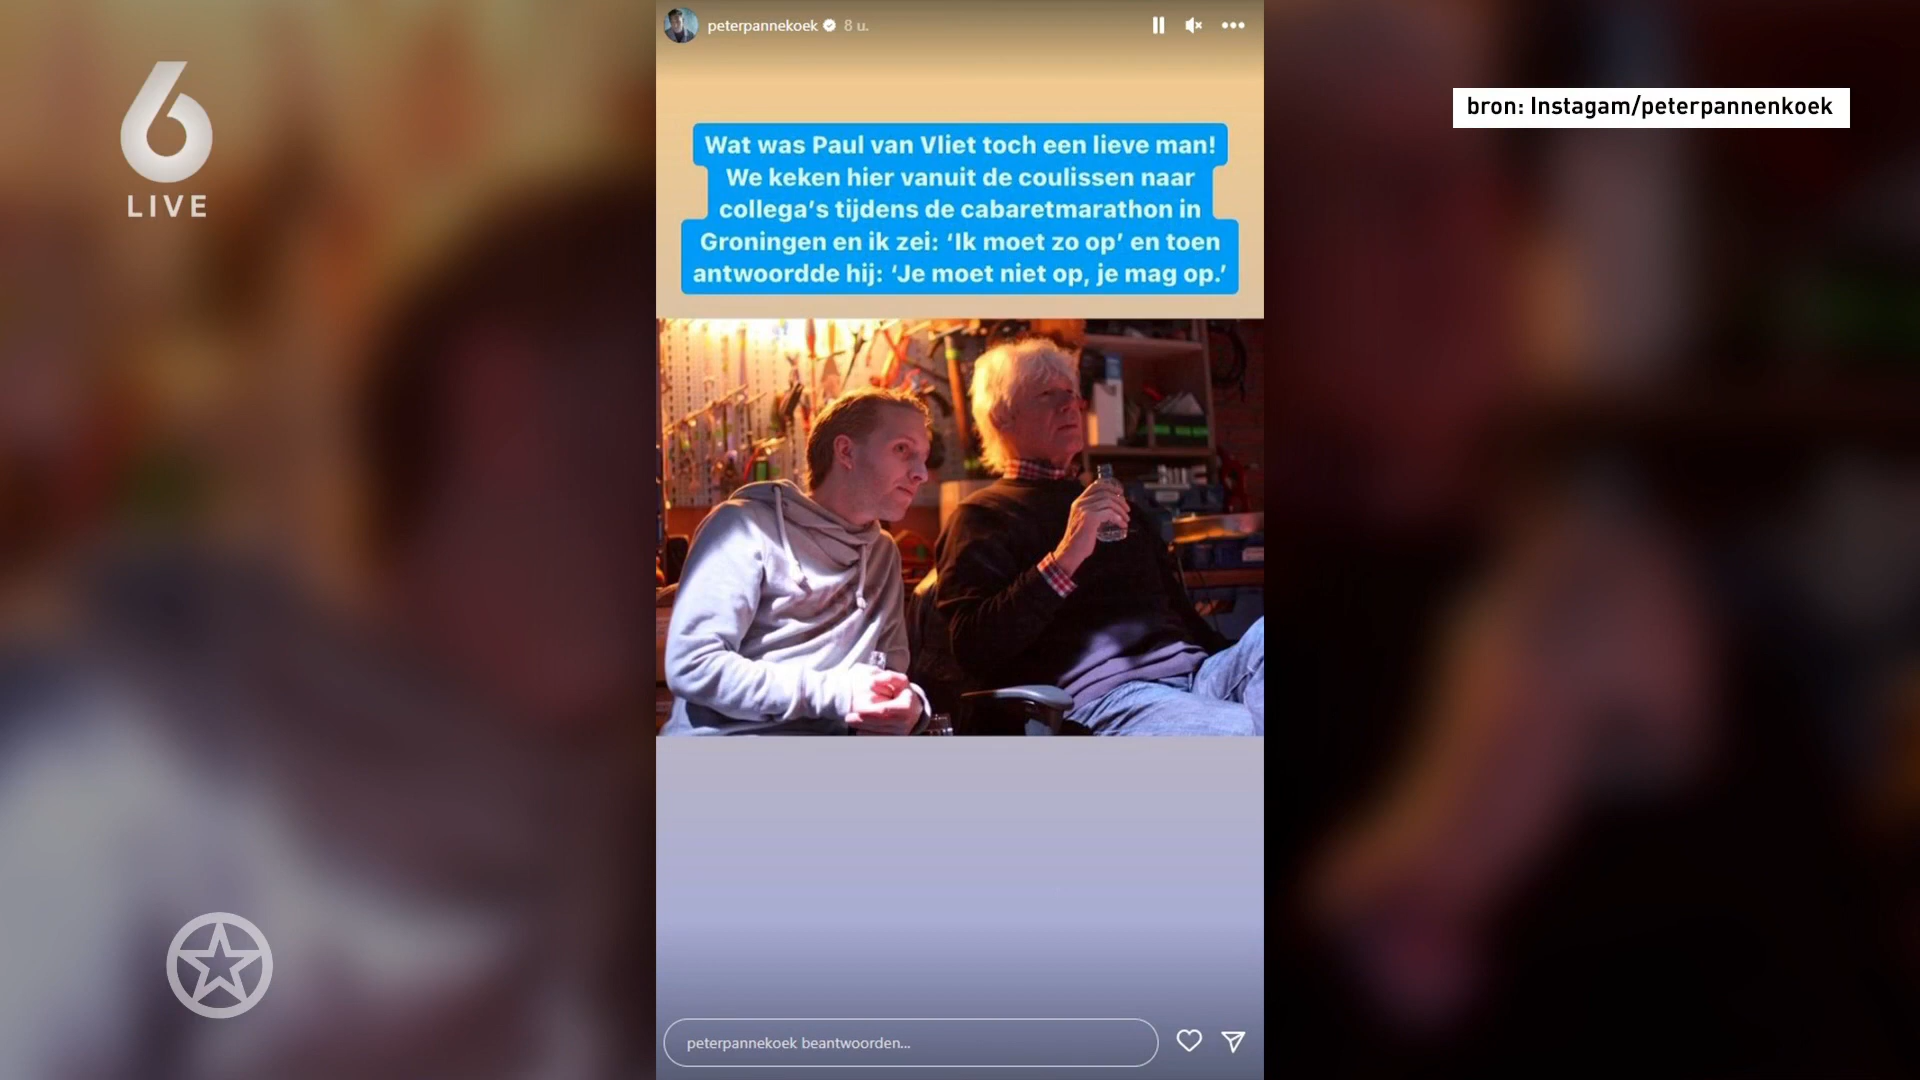 peterpannekoek 8 u.
6
LIVE
bron: Instagam/peterpannenkoek
Wat was Paul van Vliet toch een lieve man!
We keken hier vanuit de coulissen naar
collega’s tijdens de cabaretmarathon in
Groningen en ik zei: ‘Ik moet zo op’ en toen
antwoordde hij: ‘Je moet niet op, je mag op.’
peterpannekoek beantwoorden...